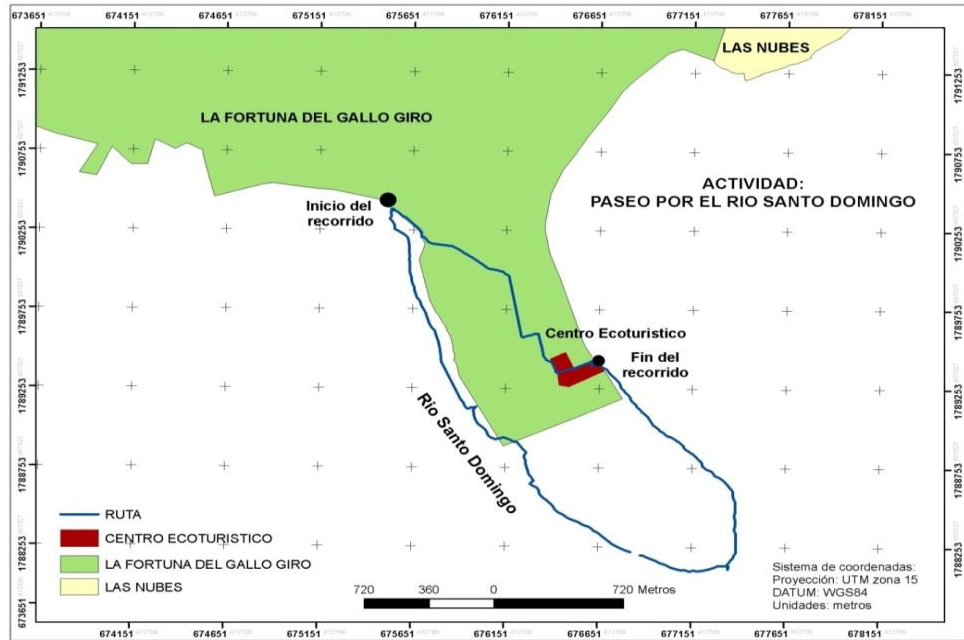 673651 674151 674651 675151 675651 676151 676651 677151 677651 678151
1791253 1791253
1790753 1790753
1790253 1790253
1789753 1789753
1789253 1789253
1788753 1788753
1788253 1788253
673651
LAS NUBES
LA FORTUNA DEL GALLO GIRO
ACTIVIDAD:
PASEO POR EL RIO SANTO DOMINGO
Inicio del
recorrido
Centro Ecoturistico
Fin del
recorrido
Rio Santo Domingo
RUTA
CENTRO ECOTURISTICO
LA FORTUNA DEL GALLO GIRO
LAS NUBES
720 360 0 720 Metros
Sistema de coordenadas:
Proyección: UTM zona 15
DATUM: WGS84
Unidades: metros
674151 674651 675151 675651 676151 676651 677151 677651 678151